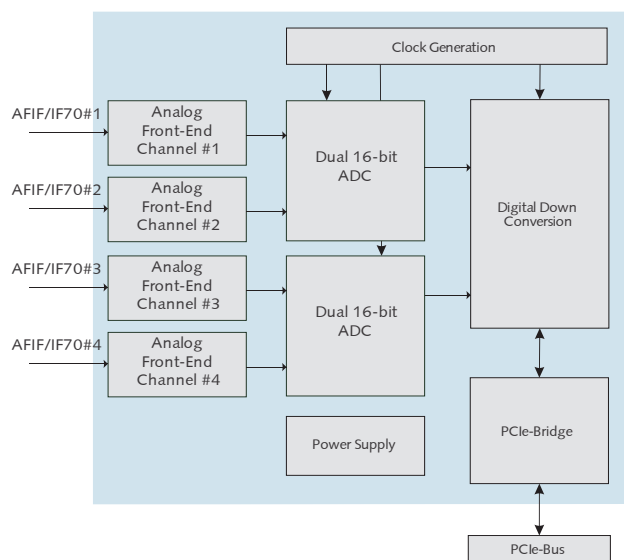 Clock Generation
AFIF/IF70#1
Analog
Front-End
Channel #1
Dual 16-bit
ADC
AFIF/IF70#2
Analog
Front-End
Channel #2
Digital Down
Conversion
AFIF/IF70#3
Analog
Front-End
Channel #3
Dual 16-bit
ADC
AFIF/IF70#4
Analog
Front-End
Channel #4
Power Supply
PCIe-Bridge
PCIe-Bus